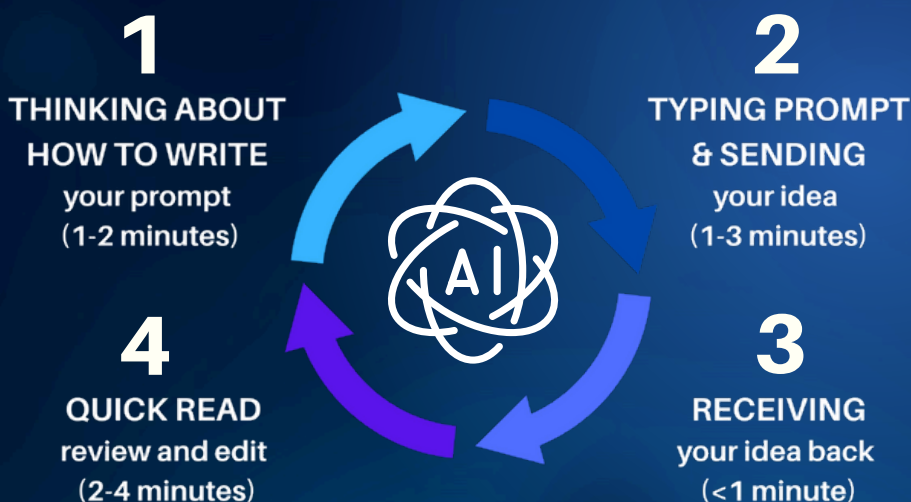 1
THINKING ABOUT
HOW TO WRITE
your prompt
(1-2 minutes)
2
TYPING PROMPT
& SENDING
your idea
(1-3 minutes)
AI
3
RECEIVING
your idea back
(<1 minute)
4
QUICK READ
review and edit
(2-4 minutes)